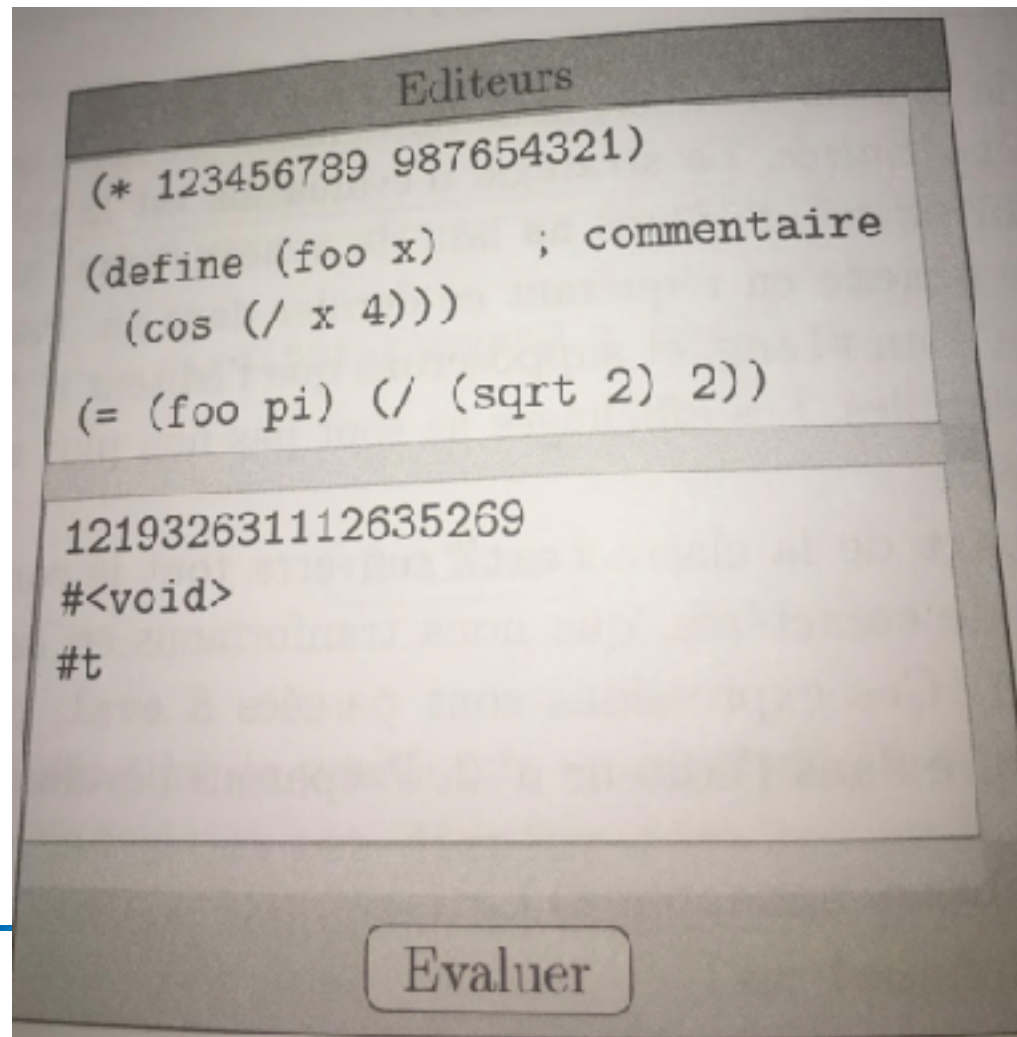 Editeurs
(* 123456789 987654321)
(define (foo x) ; commentaire
(cos (/ x 4)))
(= (foo pi) (/ (sqrt 2) 2))
121932631112635269
#<void>
#t
Evaluer